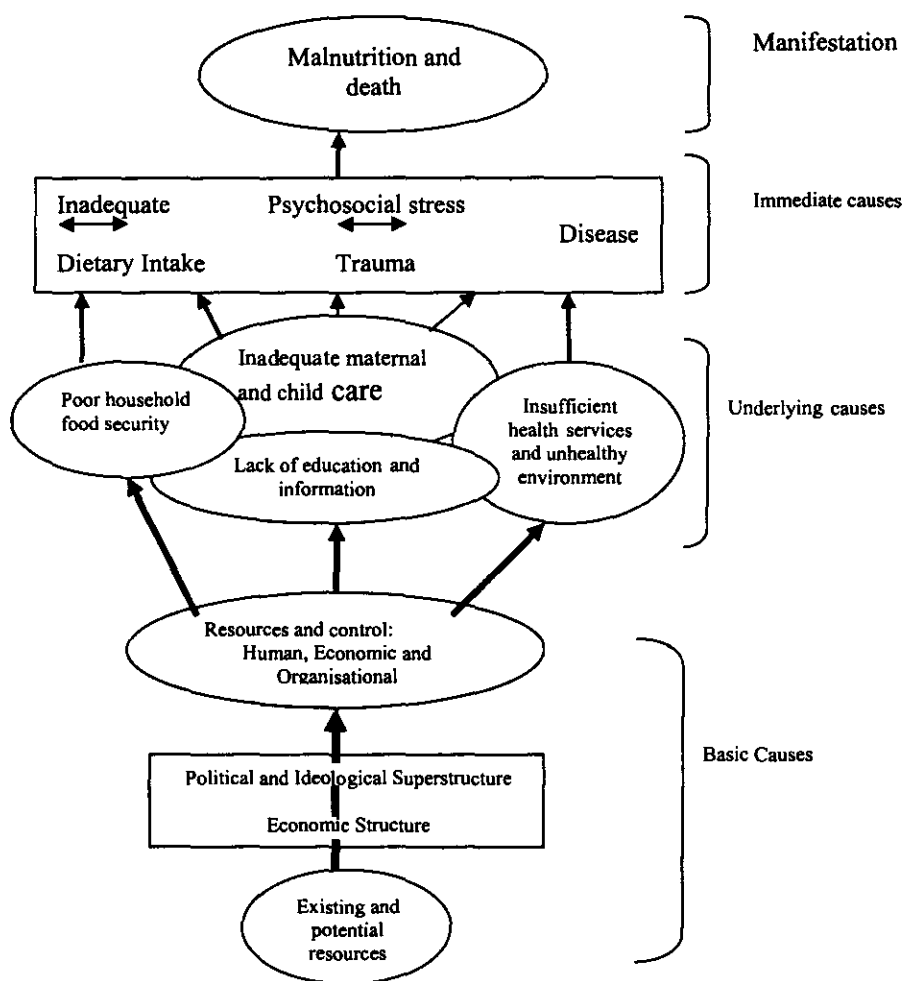 Malnutrition and
death
Manifestation
Inadequate
Psychosocial stress
Disease
Dietary Intake
Trauma
Immediate causes
Inadequate maternal
and child care
Poor household
food security
Insufficient
health services
and unhealthy
environment
Lack of education and
information
Underlying causes
Resources and control:
Human, Economic and
Organisational
Political and Ideological Superstructure
Economic Structure
Basic Causes
Existing and
potential
resources